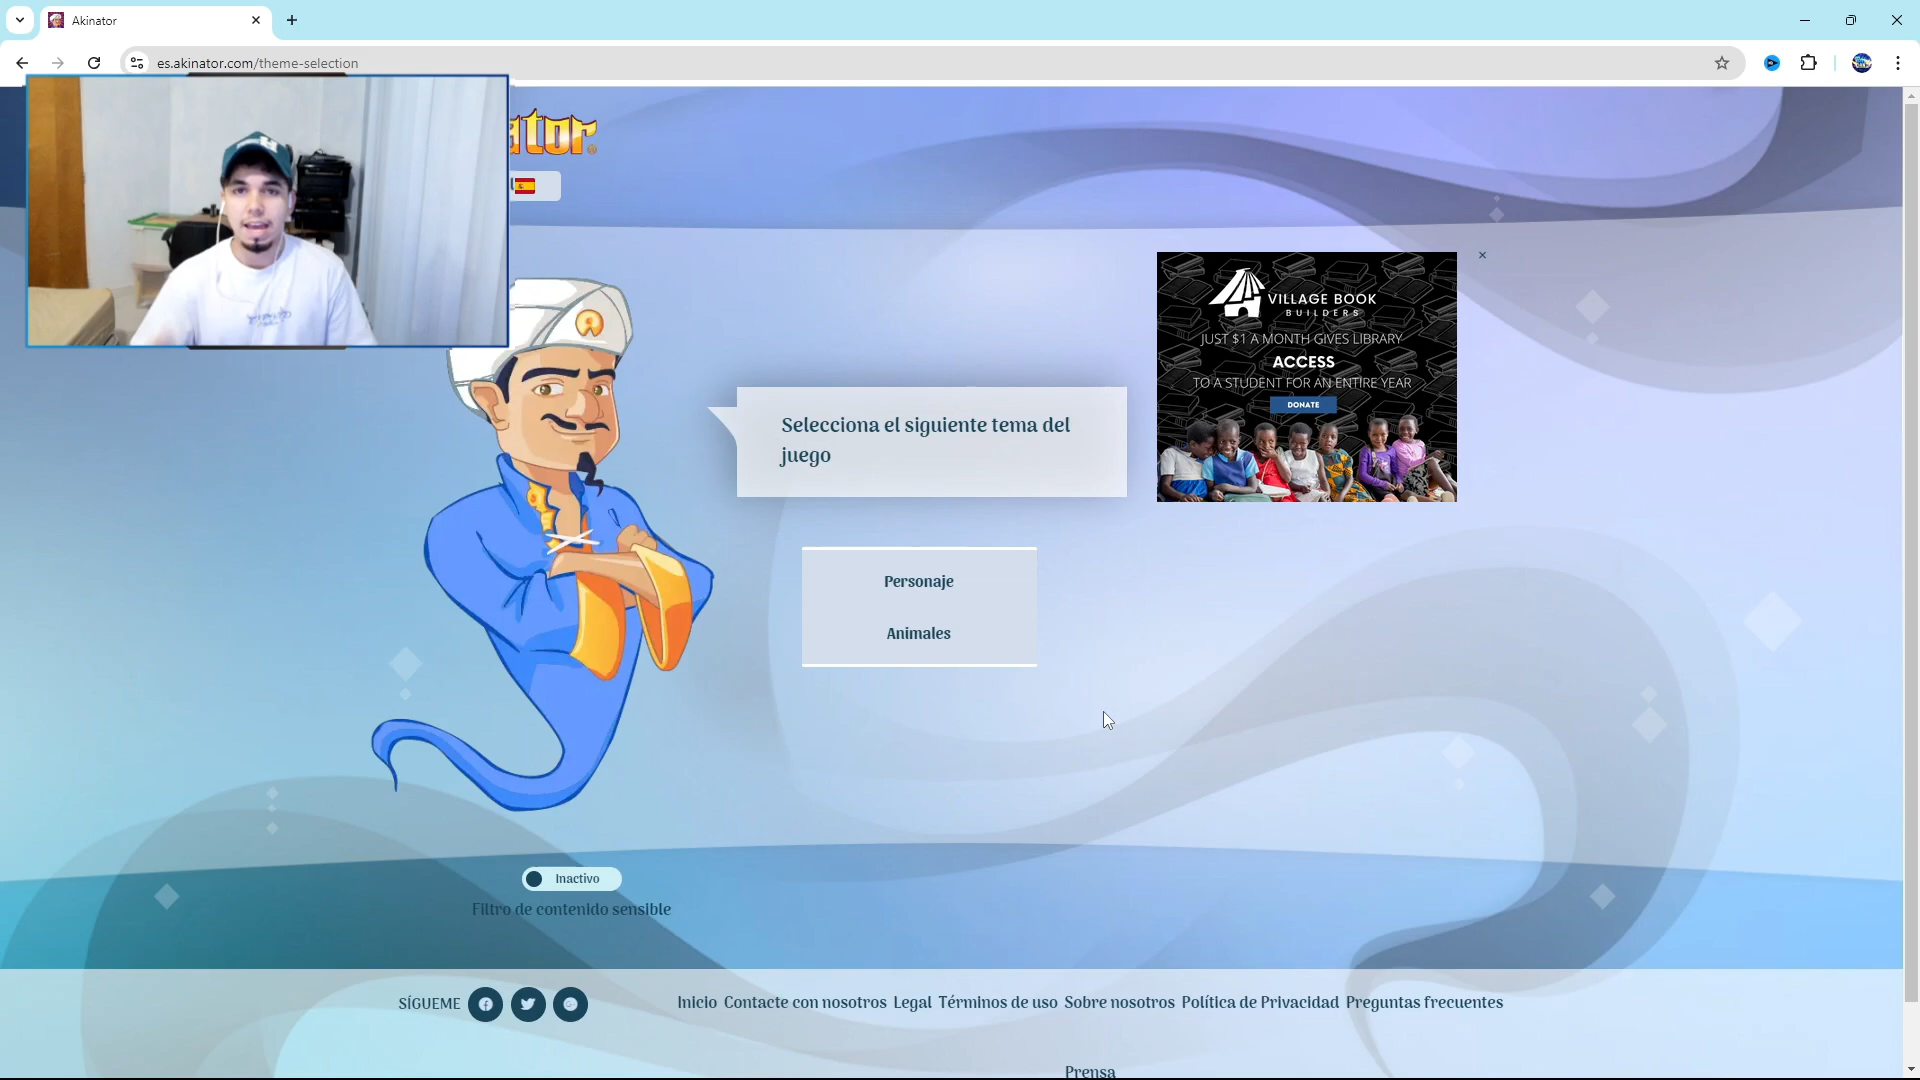 Akinator
es.akinator.com/theme-selection
ator
VILLAGE BOOK
BUILDERS
JUST $1 A MONTH GIVES LIBRARY
ACCESS
TO A STUDENT FOR AN ENTIRE YEAR
DONATE
Selecciona el siguiente tema del
juego
Personaje
Animales
Inactivo
Filtro de contenido sensible
SÍGUEME
Inicio Contacte con nosotros Legal Términos de uso Sobre nosotros Política de Privacidad Preguntas frecuentes
Prensa